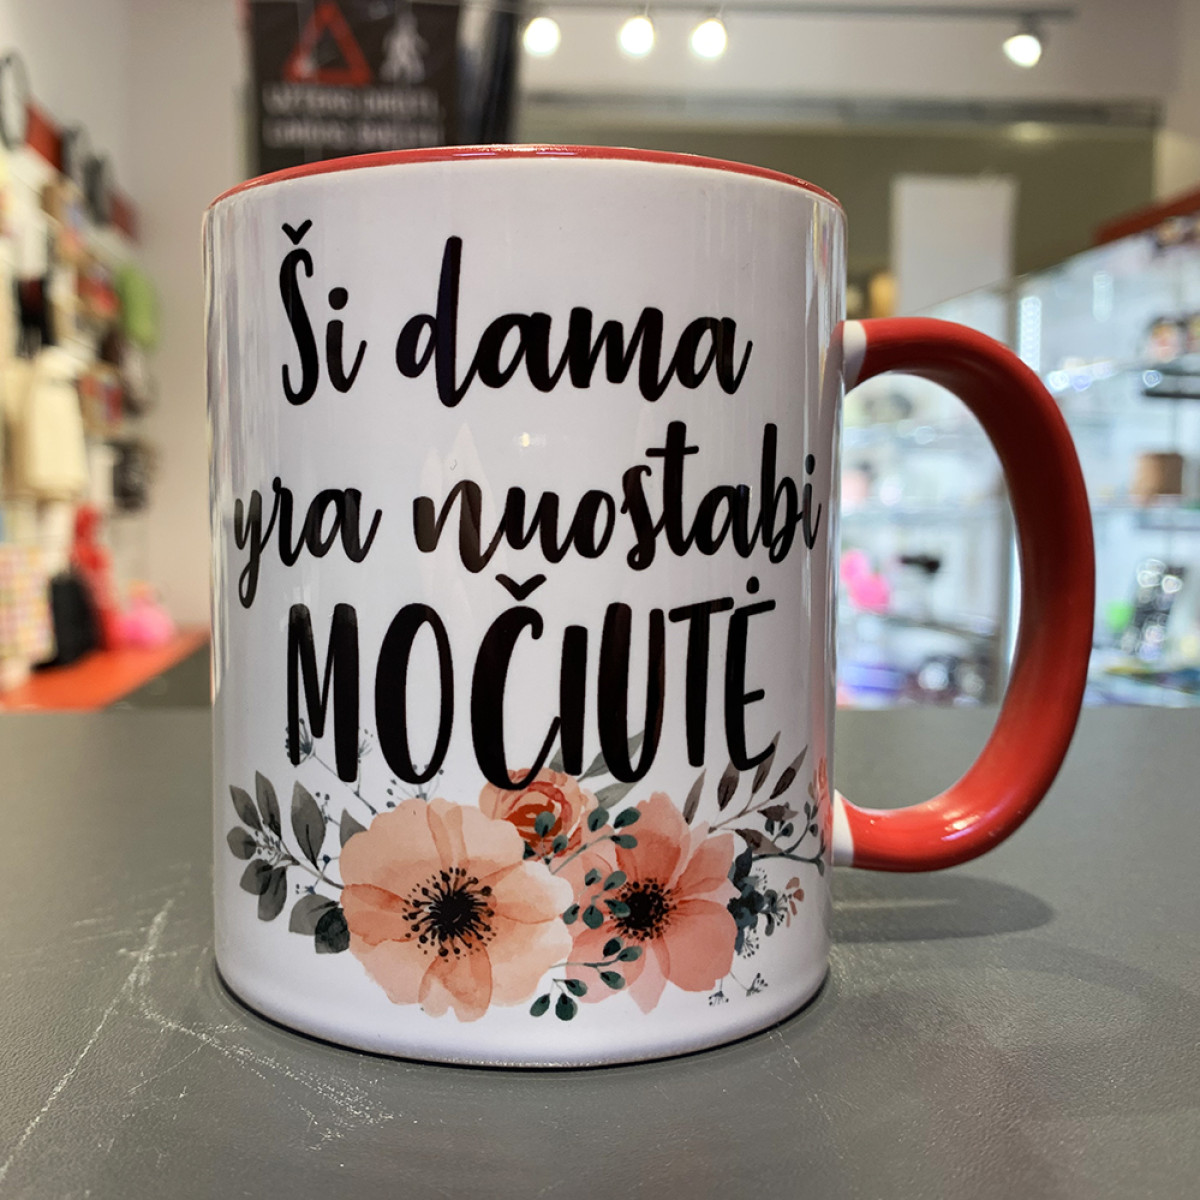 Ši dama
yra nuostabi
MOČIUTĖ